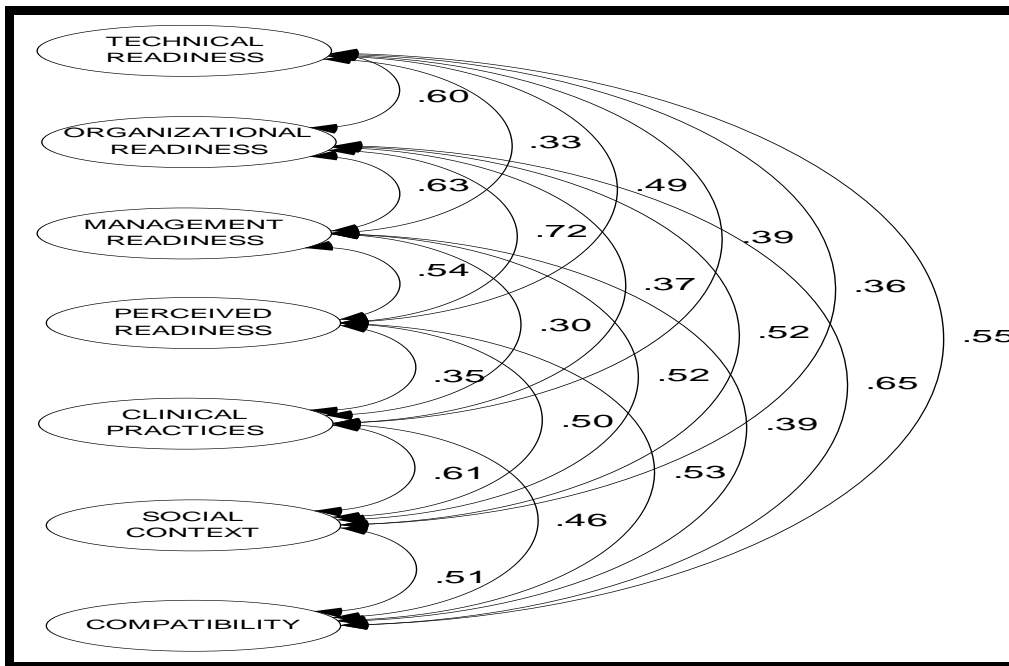 TECHNICAL
READINESS
.60
ORGANIZATIONAL
READINESS
.33
.63
.49
MANAGEMENT
READINESS
.72
.39
.54
.37
.36
PERCEIVED
READINESS
.30
.52
.55
.35
.52
.65
CLINICAL
PRACTICES
.50
.39
.61
.53
SOCIAL
CONTEXT
.46
.51
COMPATIBILITY